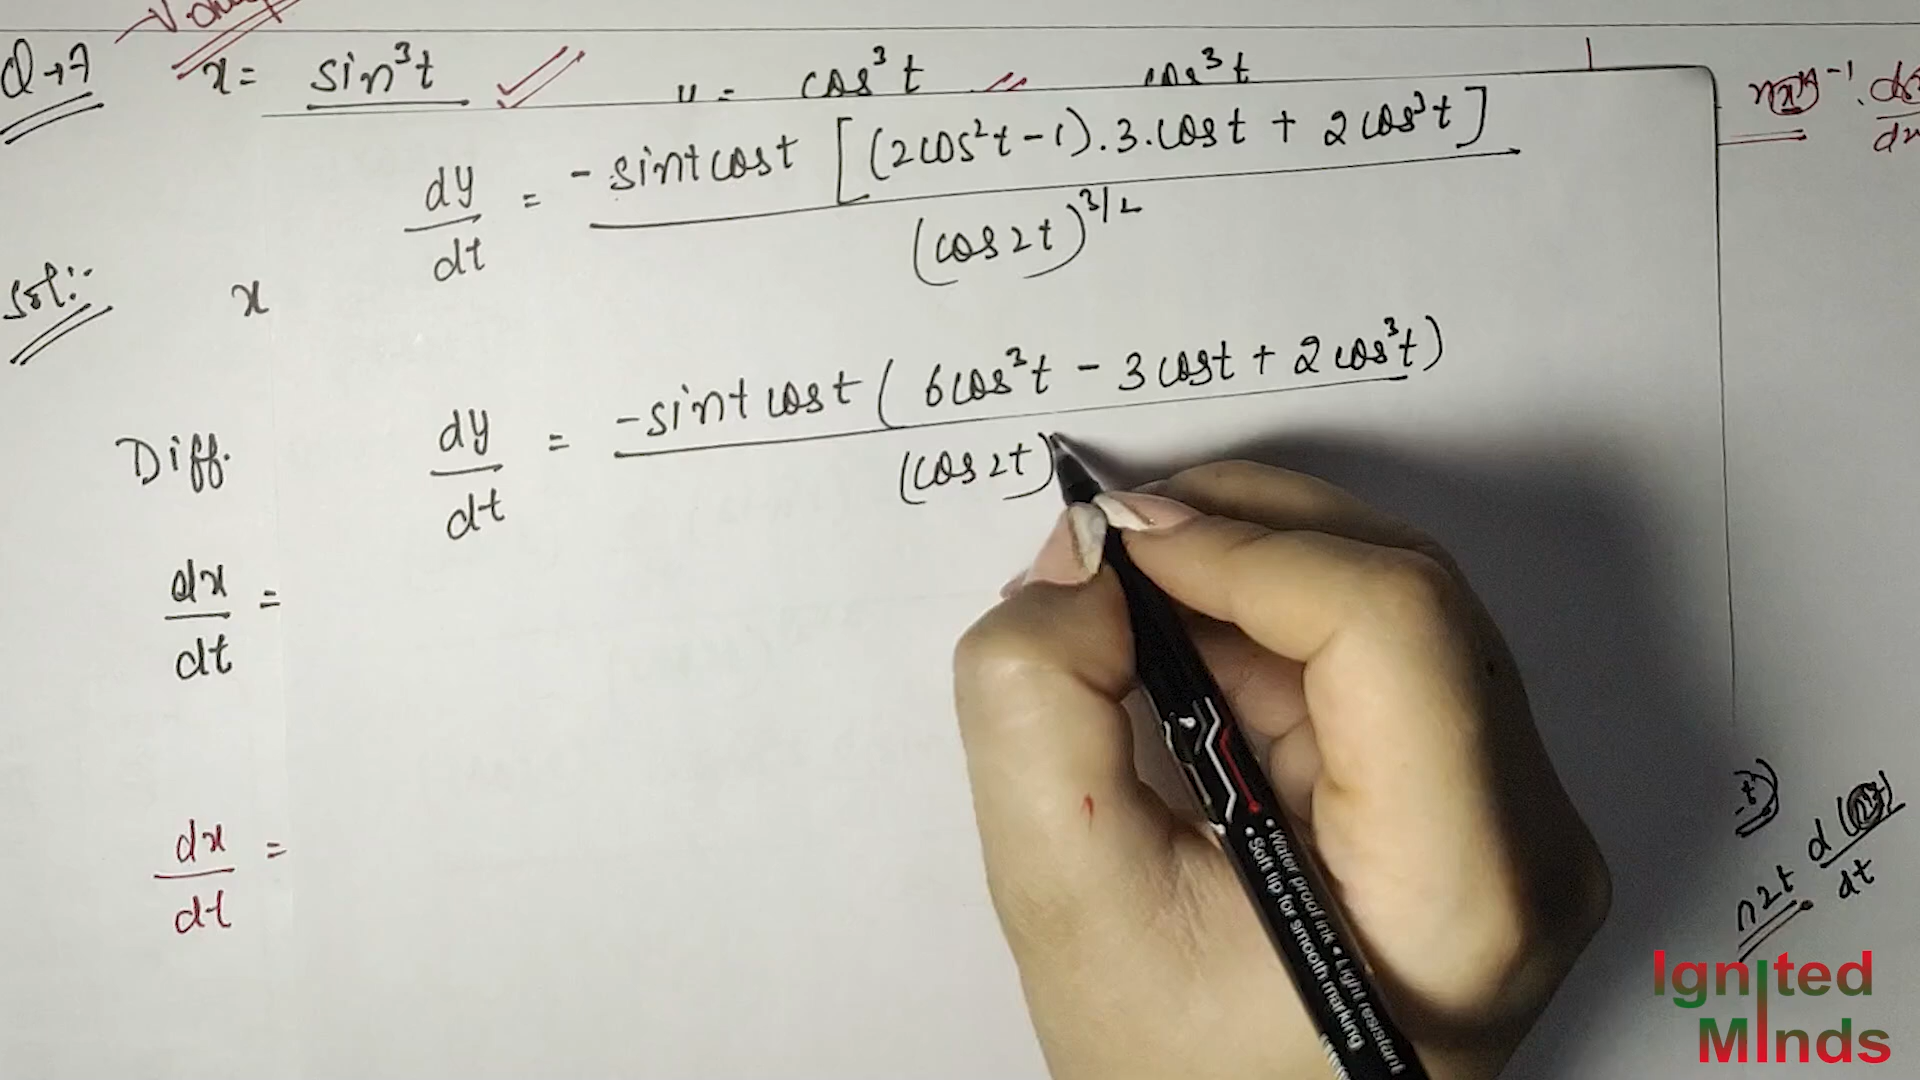 Q→7 x = sin³t y = cos³t cos³t
dy/dt = -sint cost [(2cos²t-1).3.cost + 2cos³t] / (cos2t)^3/2
Sol:-
x
dy/dt = -sint cost (6cos³t - 3cost + 2cos³t) / (cos2t)
Diff.
dx/dt =
dx/dt =
Water proof ink • Light resistant
• Soft tip for smooth marking
Ignited
Minds